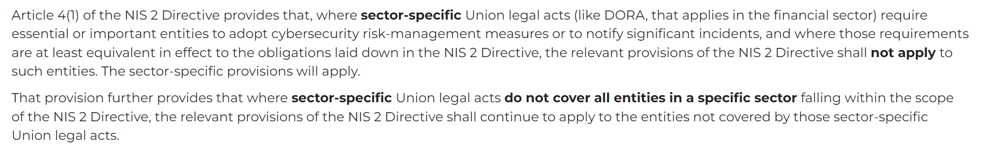 Article 4(1) of the NIS 2 Directive provides that, where sector-specific Union legal acts (like DORA, that applies in the financial sector) require
essential or important entities to adopt cybersecurity risk-management measures or to notify significant incidents, and where those requirements
are at least equivalent in effect to the obligations laid down in the NIS 2 Directive, the relevant provisions of the NIS 2 Directive shall not apply to
such entities. The sector-specific provisions will apply.
That provision further provides that where sector-specific Union legal acts do not cover all entities in a specific sector falling within the scope
of the NIS 2 Directive, the relevant provisions of the NIS 2 Directive shall continue to apply to the entities not covered by those sector-specific
Union legal acts.